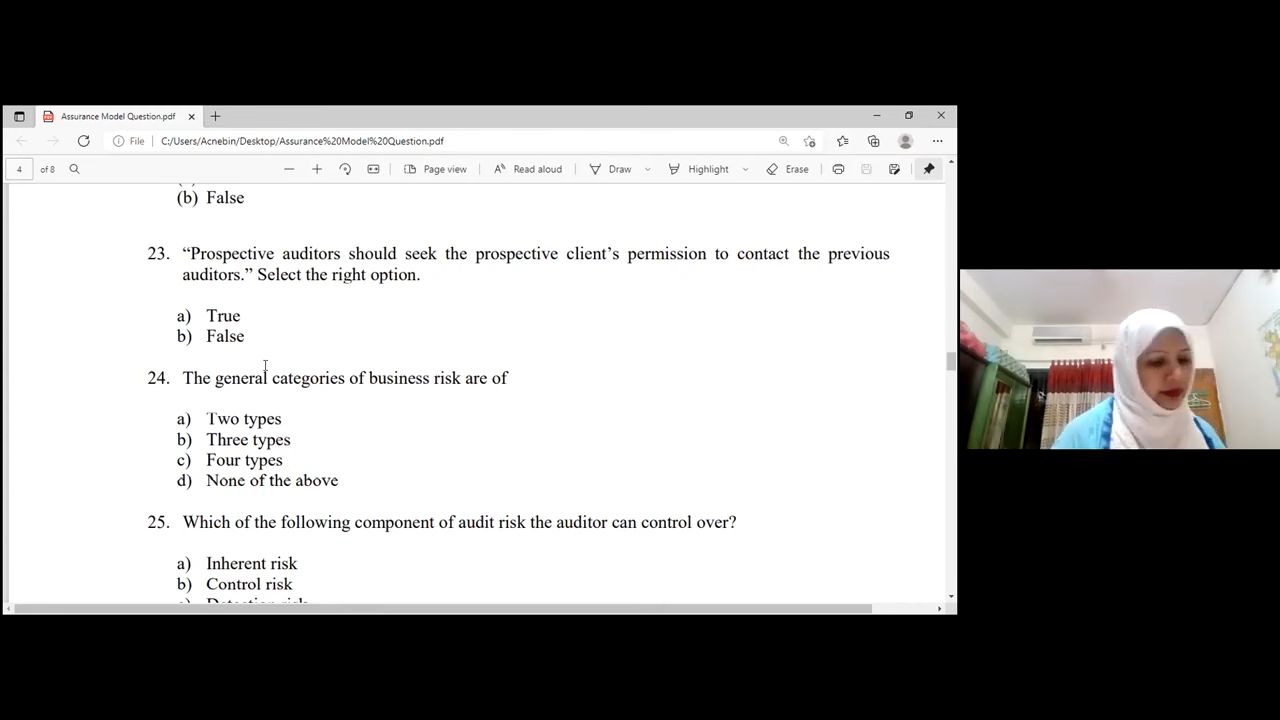 Assurance Model Question.pdf
File C:/Users/Acnebin/Desktop/Assurance%20Model%20Question.pdf
4 of 8 Page view Read aloud Draw Highlight Erase
(b) False
23. “Prospective auditors should seek the prospective client’s permission to contact the previous
auditors.” Select the right option.
a) True
b) False
24. The general categories of business risk are of
a) Two types
b) Three types
c) Four types
d) None of the above
25. Which of the following component of audit risk the auditor can control over?
a) Inherent risk
b) Control risk